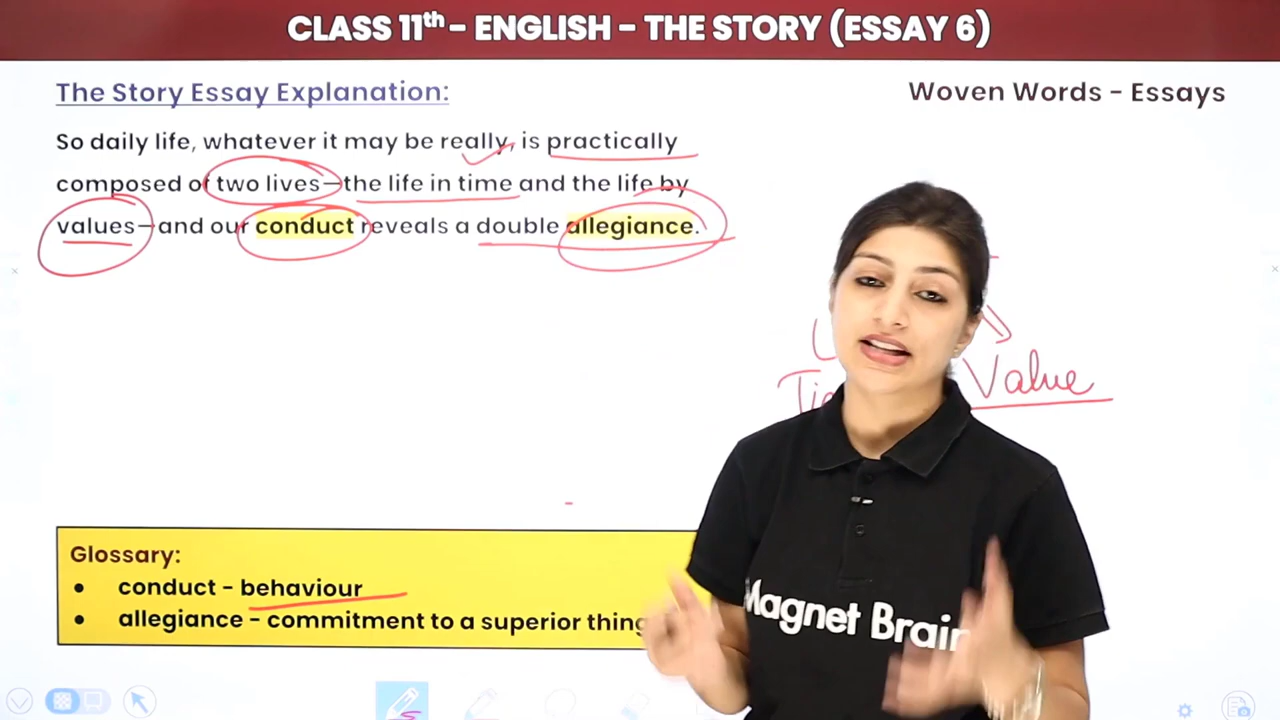 CLASS 11th - ENGLISH - THE STORY (ESSAY 6)
The Story Essay Explanation:
Woven Words - Essays
So daily life, whatever it may be really, is practically
composed of two lives—the life in time and the life by
values—and our conduct reveals a double allegiance.
Value
Glossary:
• conduct - behaviour
• allegiance - commitment to a superior thing
Magnet Brain